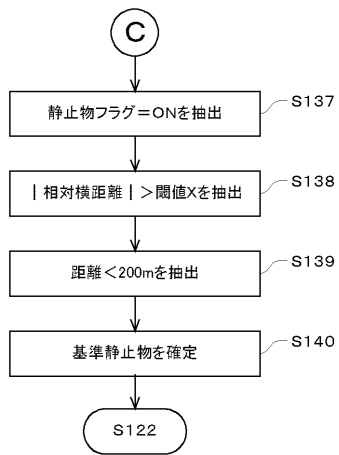 C
静止物フラグ＝ONを抽出
S137
｜相対横距離｜＞閾値Xを抽出
S138
距離＜200mを抽出
S139
基準静止物を確定
S140
S122